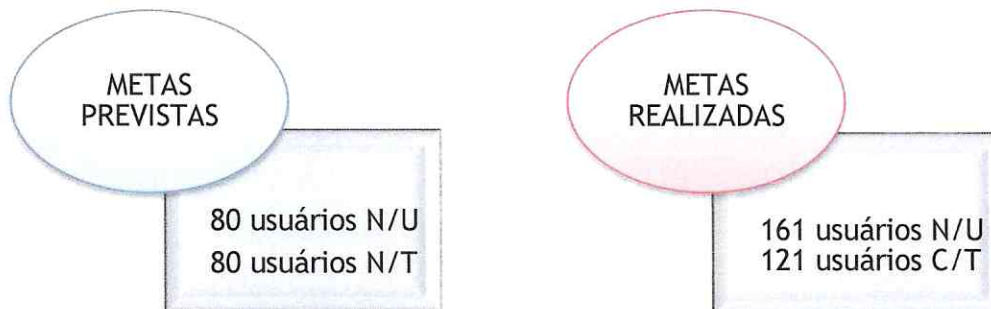 METAS
PREVISTAS
80 usuários N/U
80 usuários N/T
METAS
REALIZADAS
161 usuários N/U
121 usuários C/T